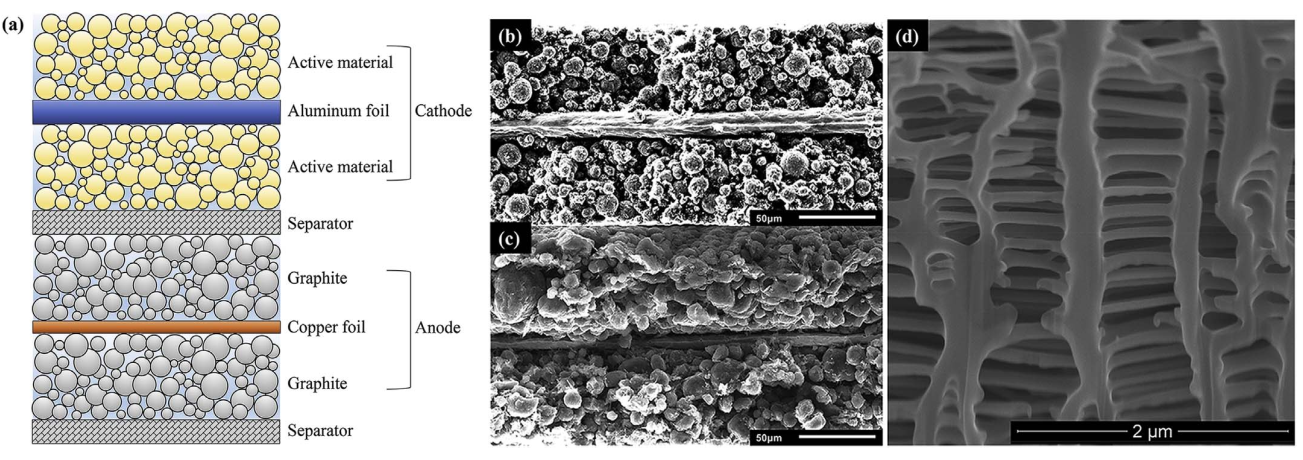 (a)
Active material
Aluminum foil
Cathode
Active material
Separator
Graphite
Copper foil
Anode
Graphite
Separator
(b)
50µm
(c)
50µm
(d)
2 µm